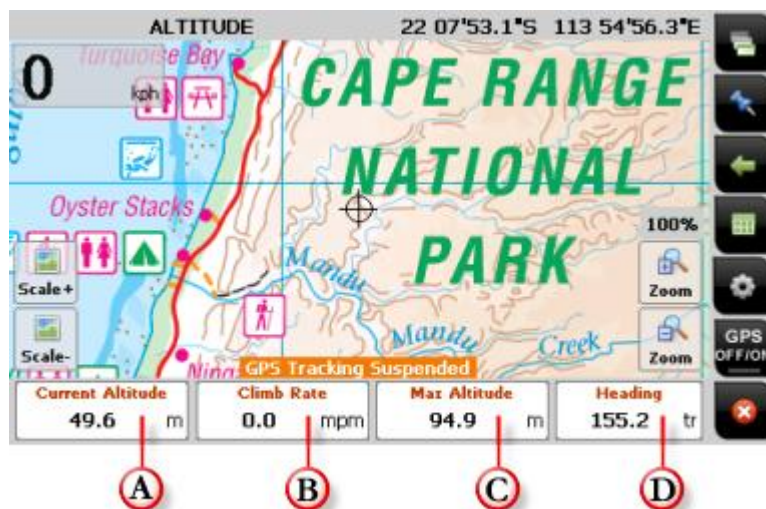 ALTITUDE 22 07'53.1"S 113 54'56.3"E
0 kph
Turquoise Bay
CAPE RANGE
NATIONAL
PARK
Oyster Stacks
100%
Mandu
Scale+
Zoom
Mandu Creek
Scale-
Zoom
GPS
OFF/ON
GPS Tracking Suspended
Current Altitude Climb Rate Max Altitude Heading
49.6 m 0.0 mpm 94.9 m 155.2 tr
A B C D